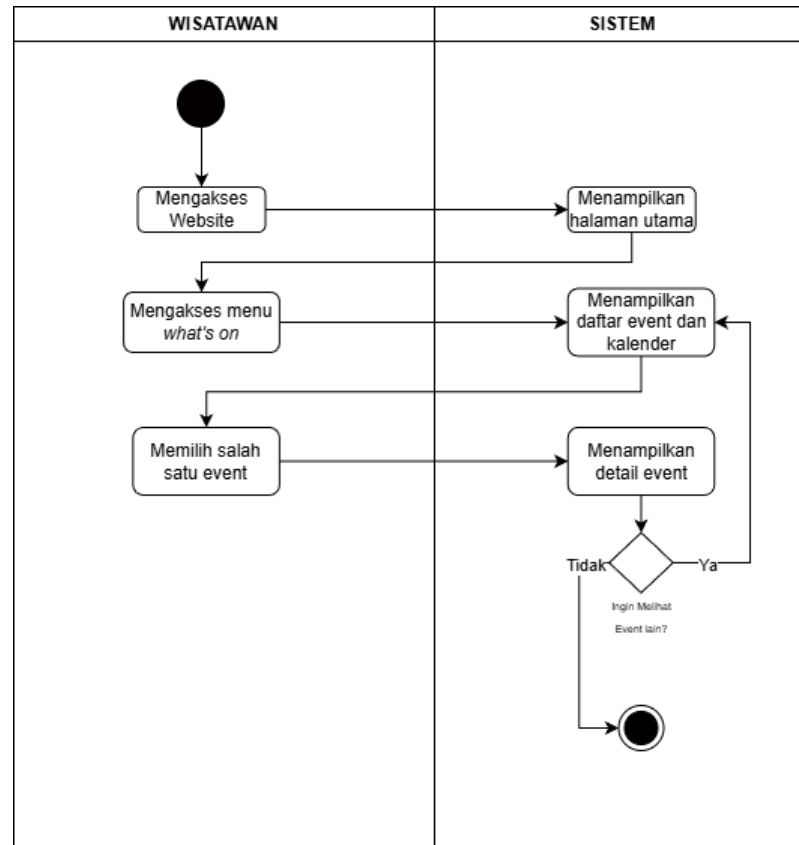 WISATAWAN
SISTEM
Mengakses
Website
Menampilkan
halaman utama
Mengakses menu
what's on
Menampilkan
daftar event dan
kalender
Memilih salah
satu event
Menampilkan
detail event
Tidak
Ya
Ingin Melihat
Event lain?